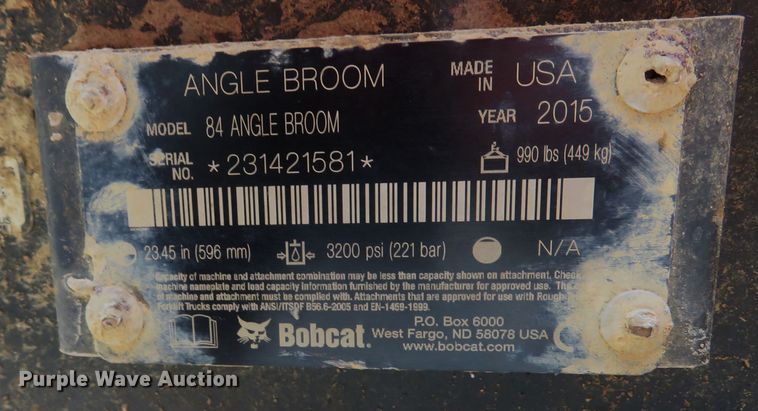 ANGLE BROOM MADE IN USA
MODEL 84 ANGLE BROOM YEAR 2015
SERIAL NO. *231421581* 990 lbs (449 kg)
23.45 in (596 mm) 3200 psi (221 bar) N/A
Capacity of machine and attachment combination may be less than capacity shown on attachment. Check
machine nameplate and load capacity information furnished by the manufacturer for approved use. The
of machine and attachment must be complied with. Attachments that are approved for use with Rough
Forklift Trucks comply with ANSI/ITSDF B56.6-2005 and EN-1459-1999.
Bobcat.
P.O. Box 6000
West Fargo, ND 58078 USA
www.bobcat.com
Purple Wave Auction